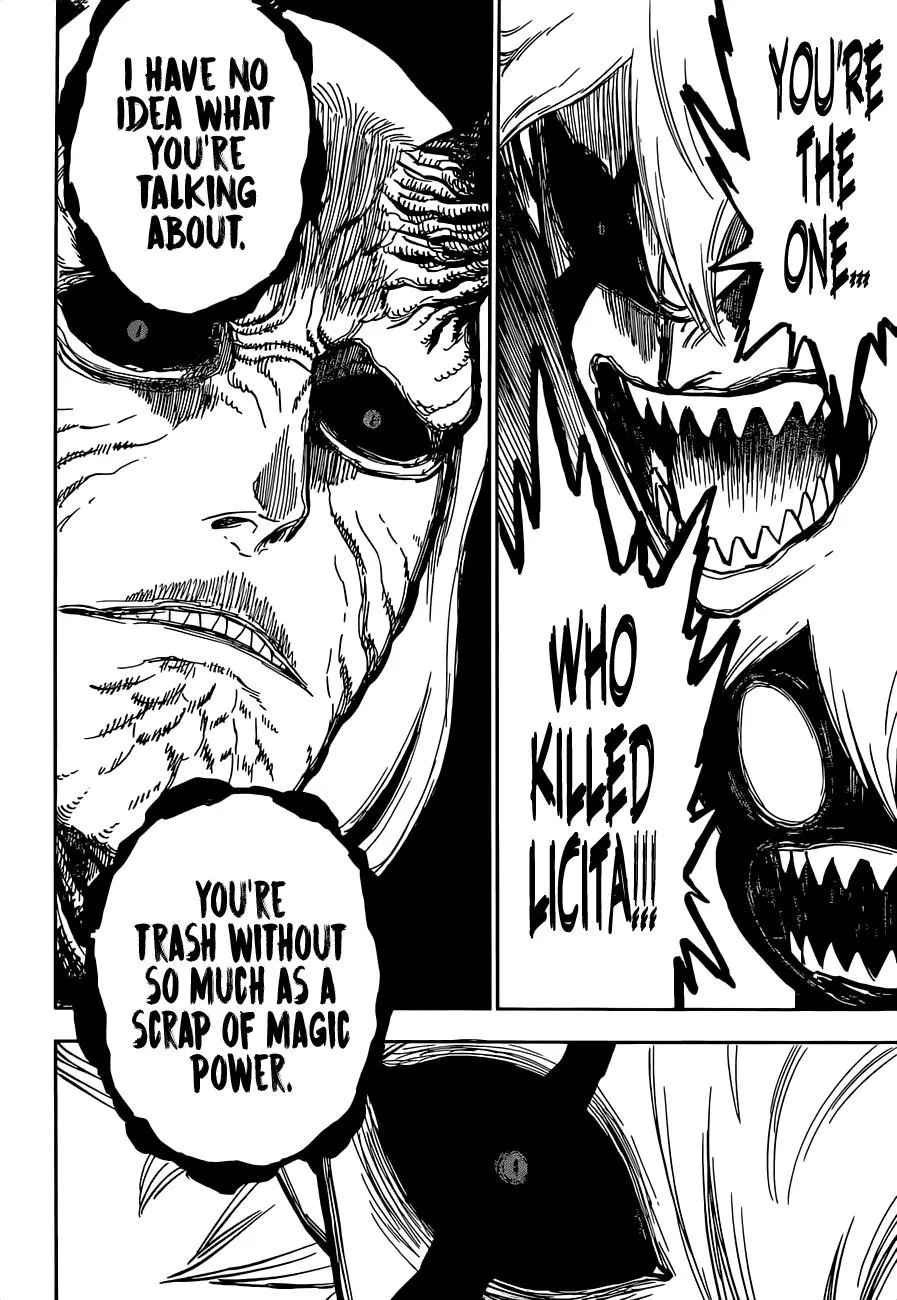 YOU'RE
THE
ONE...
WHO
KILLED
LICITA!!!
I HAVE NO
IDEA WHAT
YOU'RE
TALKING
ABOUT.
YOU'RE
TRASH WITHOUT
SO MUCH AS A
SCRAP OF MAGIC
POWER.